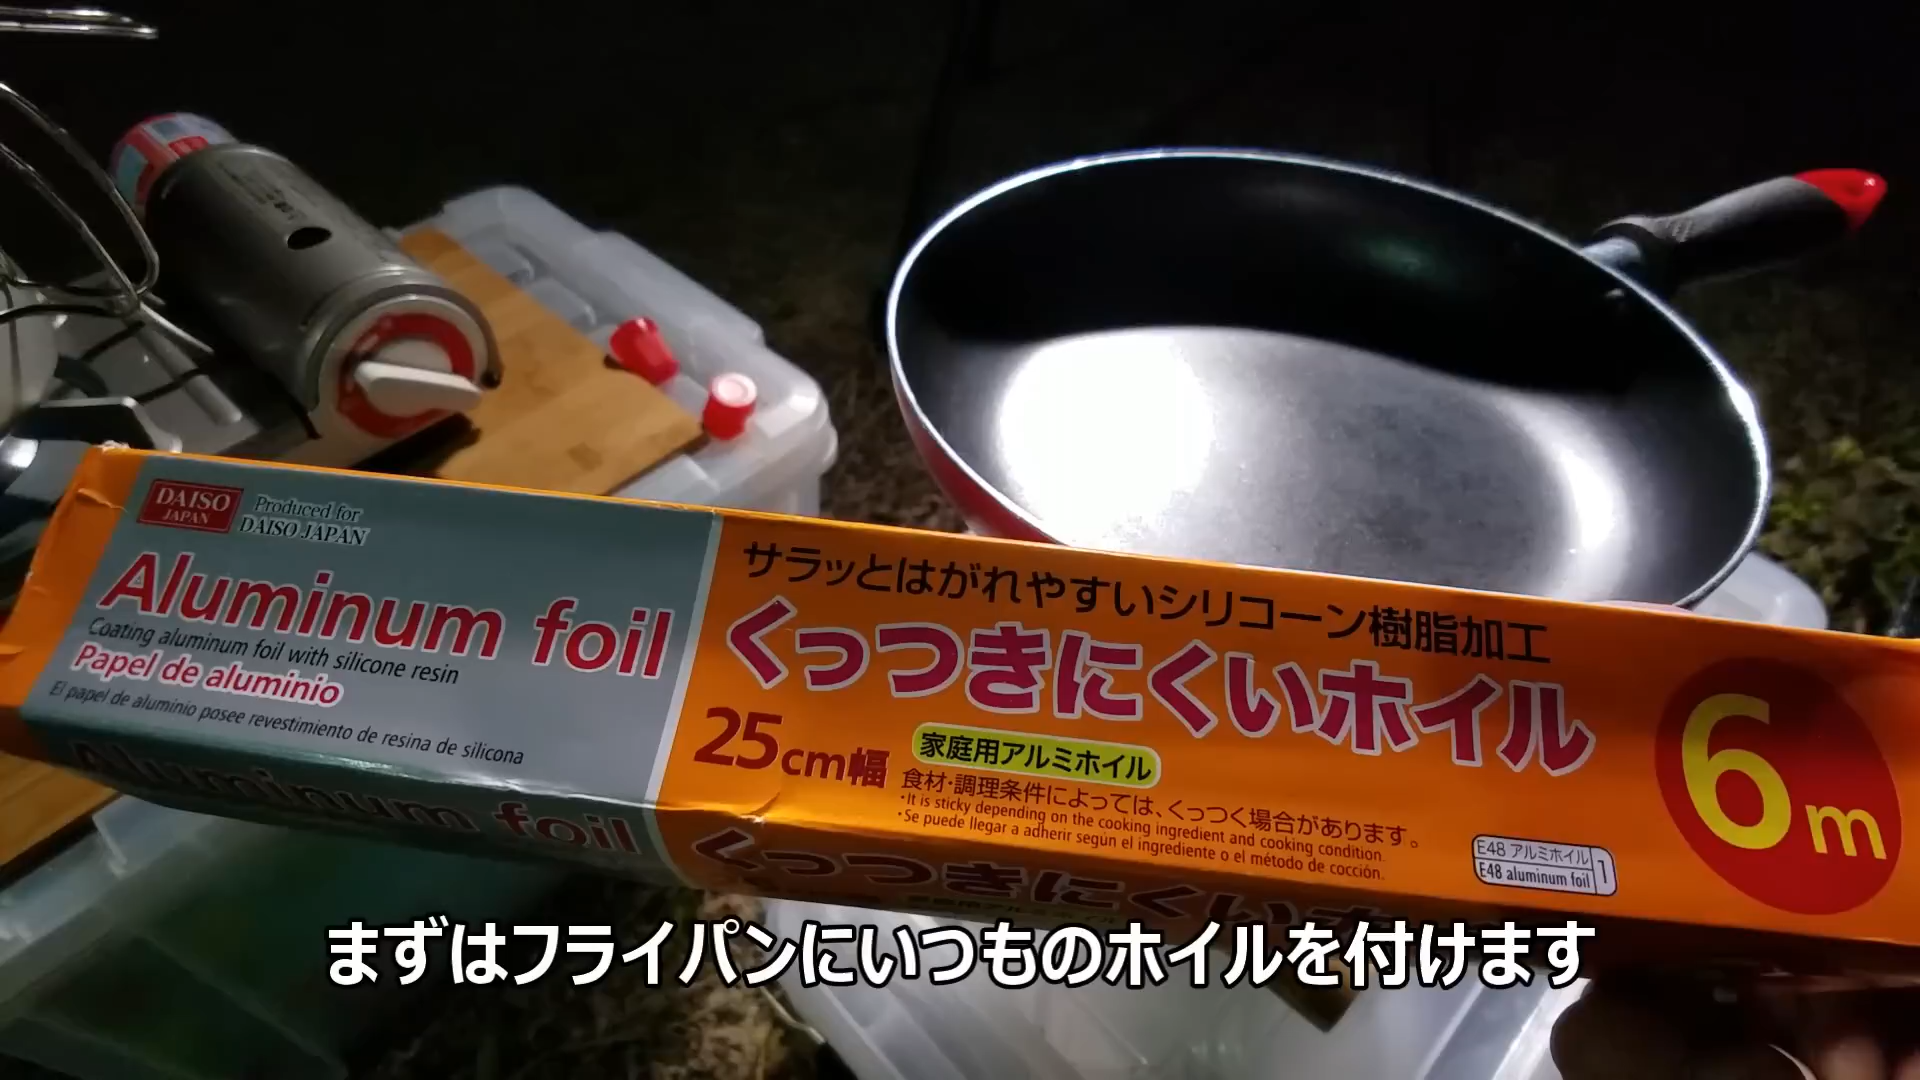 DAISO
JAPAN
Produced for
DAISO JAPAN
Aluminum foil
Coating aluminum foil with silicone resin
Papel de aluminio
El papel de aluminio posee revestimiento de resina de silicona
サラッとはがれやすいシリコーン樹脂加工
くっつきにくいホイル
25cm幅
家庭用アルミホイル
食材・調理条件によっては、くっつく場合があります。
・It is sticky depending on the cooking ingredient and cooking condition.
・Se puede llegar a adherir según el ingrediente o el método de cocción.
6m
E48 アルミホイル
E48 aluminum foil
1
Aluminum foil
まずはフライパンにいつものホイルを付けます